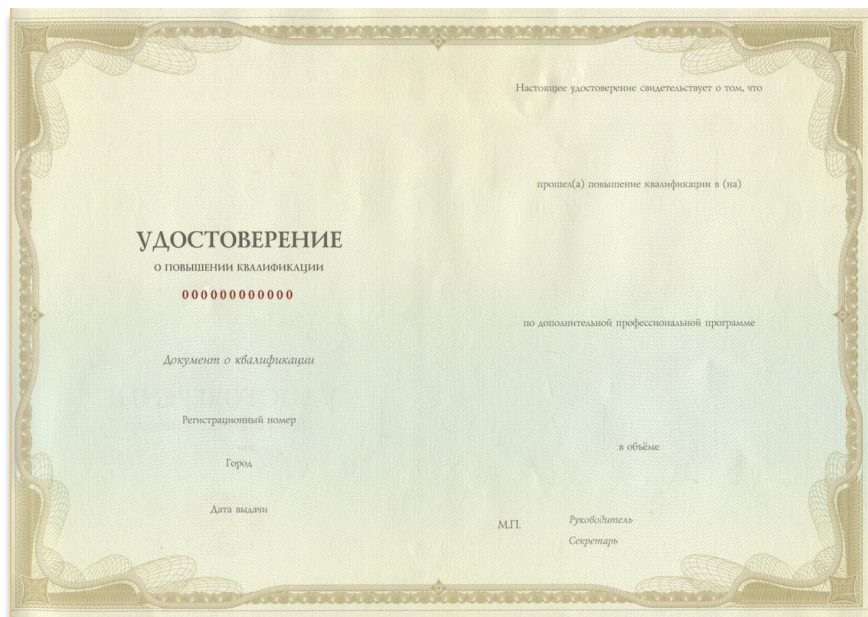 УДОСТОВЕРЕНИЕ
О ПОВЫШЕНИИ КВАЛИФИКАЦИИ
000000000000
Документ о квалификации
Регистрационный номер
Город
Дата выдачи
Настоящее удостоверение свидетельствует о том, что
прошел(а) повышение квалификации в (на)
по дополнительной профессиональной программе
в объёме
М.П.
Руководитель
Секретарь